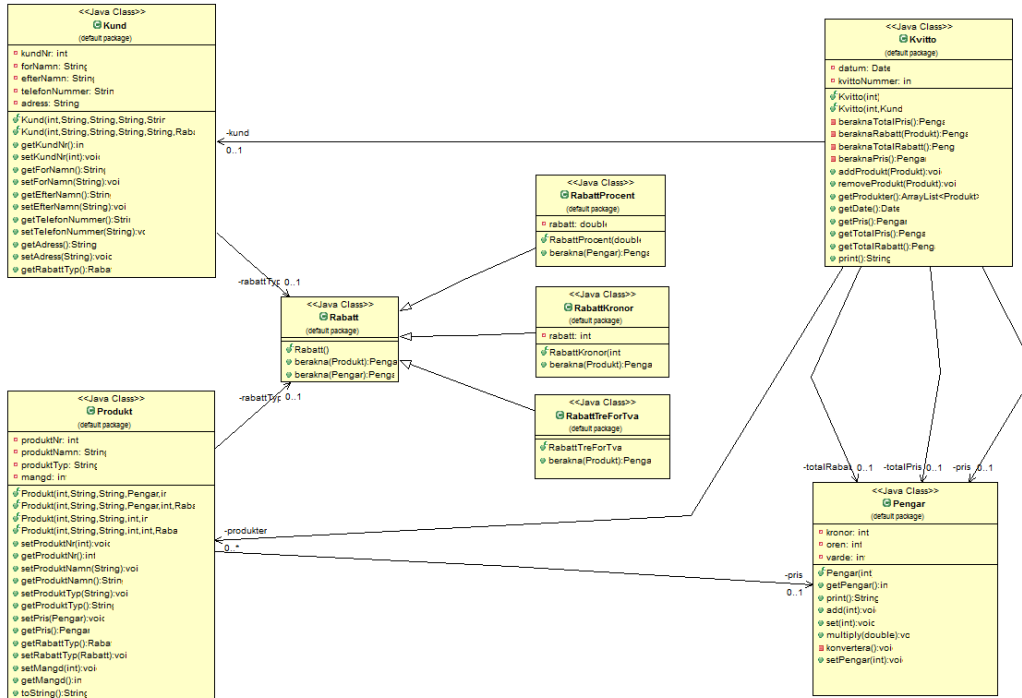 <<Java Class>>
Kund
(default package)
kundNr: int
forNamn: String
efterNamn: String
telefonNummer: Strin
adress: String
Kund(int,String,String,String,Strir
Kund(int,String,String,String,String,Raba
getKundNr():in
setKundNr(int):voi
getForNamn():String
setForNamn(String):voi
getEfterNamn():String
setEfterNamn(String):voi
getTelefonNummer():Stri
setTelefonNummer(String):vo
getAdress():String
setAdress(String):voic
getRabattTyp():Raba
<<Java Class>>
Kvitto
(default package)
datum: Date
kvittoNummer: in
Kvitto(int)
Kvitto(int,Kund
beraknaTotalPris():Penga
beraknaRabatt(Produkt):Penga
beraknaTotalRabatt():Peng
beraknaPris():Pengar
addProdukt(Produkt):voi
removeProdukt(Produkt):voi
getProdukter():ArrayList<Produkt>
getDate():Date
getPris():Pengar
getTotalPris():Penga
getTotalRabatt():Peng
print():String
-kund
0..1
<<Java Class>>
RabattProcent
(default package)
rabatt: double
RabattProcent(double
berakna(Pengar):Penga
-rabattTyp 0..1
<<Java Class>>
Rabatt
(default package)
Rabatt()
berakna(Produkt):Penga
berakna(Pengar):Penga
<<Java Class>>
RabattKronor
(default package)
rabatt: int
RabattKronor(int
berakna(Produkt):Penga
-rabattTyp 0..1
<<Java Class>>
RabattTreForTva
(default package)
RabattTreForTva
berakna(Produkt):Penga
<<Java Class>>
Produkt
(default package)
produktNr: int
produktNamn: String
produktTyp: String
mangd: in
Produkt(int,String,String,Pengar,ir
Produkt(int,String,String,Pengar,int,Raba
Produkt(int,String,String,int,ir
Produkt(int,String,String,int,int,Raba
setProduktNr(int):voic
getProduktNr():int
setProduktNamn(String):voi
getProduktNamn():String
setProduktTyp(String):voi
getProduktTyp():String
setPris(Pengar):voic
getPris():Pengar
getRabattTyp():Raba
setRabattTyp(Rabatt):voi
setMangd(int):voi
getMangd():in
toString():String
-produkter
0..*
-totalRabat 0..1
-totalPris 0..1
-pris 0..1
-pris
0..1
<<Java Class>>
Pengar
(default package)
kronor: int
oren: int
varde: in
Pengar(int
getPengar():in
print():String
add(int):voi
set(int):voic
multiply(double):vo
konvertera():voi
setPengar(int):voi